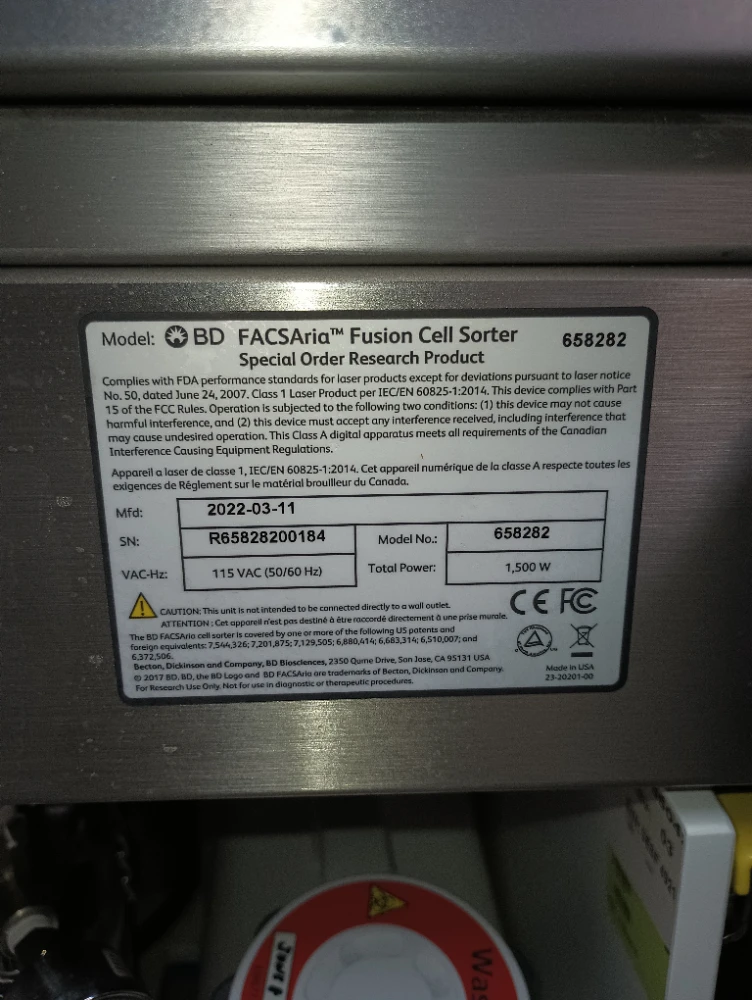 Model: BD FACSAria™ Fusion Cell Sorter 658282
Special Order Research Product
Complies with FDA performance standards for laser products except for deviations pursuant to laser notice
No. 50, dated June 24, 2007. Class 1 Laser Product per IEC/EN 60825-1:2014. This device complies with Part
15 of the FCC Rules. Operation is subjected to the following two conditions: (1) this device may not cause
harmful interference, and (2) this device must accept any interference received, including interference that
may cause undesired operation. This Class A digital apparatus meets all requirements of the Canadian
Interference Causing Equipment Regulations.
Appareil a laser de classe 1, IEC/EN 60825-1:2014. Cet appareil numérique de la classe A respecte toutes les
exigences de Réglement sur le matérial brouilleur du Canada.
Mfd: 2022-03-11
SN: R65828200184 Model No.: 658282
VAC-Hz: 115 VAC (50/60 Hz) Total Power: 1,500 W
CAUTION: This unit is not intended to be connected directly to a wall outlet.
ATTENTION: Cet appareil n'est pas destiné à être raccordé directement à une prise murale.
CE FC
The BD FACSAria cell sorter is covered by one or more of the following US patents and
foreign equivalents: 7,544,326; 7,201,875; 7,129,505; 6,880,414; 6,683,314; 6,510,007; and
6,372,506.
Becton, Dickinson and Company, BD Biosciences, 2350 Qume Drive, San Jose, CA 95131 USA
© 2017 BD. BD, the BD Logo and BD FACSAria are trademarks of Becton, Dickinson and Company.
For Research Use Only. Not for use in diagnostic or therapeutic procedures.
Made in USA
23-20201-00
Was